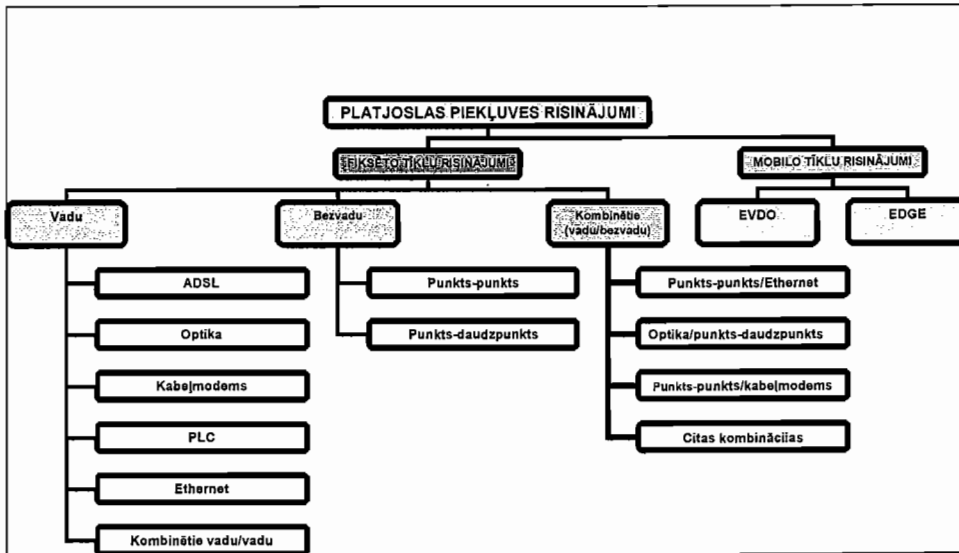 PLATJOSLAS PIEKĻUVES RISINĀJUMI
FIKSĒTO TĪKLU RISINĀJUMI
MOBILO TĪKLU RISINĀJUMI
Vadu
Bezvadu
Kombinētie
(vadu/bezvadu)
EVDO
EDGE
ADSL
Optika
Kabeļmodems
PLC
Ethernet
Kombinētie vadu/vadu
Punkts-punkts
Punkts-daudzpunkts
Punkts-punkts/Ethernet
Optika/punkts-daudzpunkts
Punkts-punkts/kabeļmodems
Citas kombinācijas